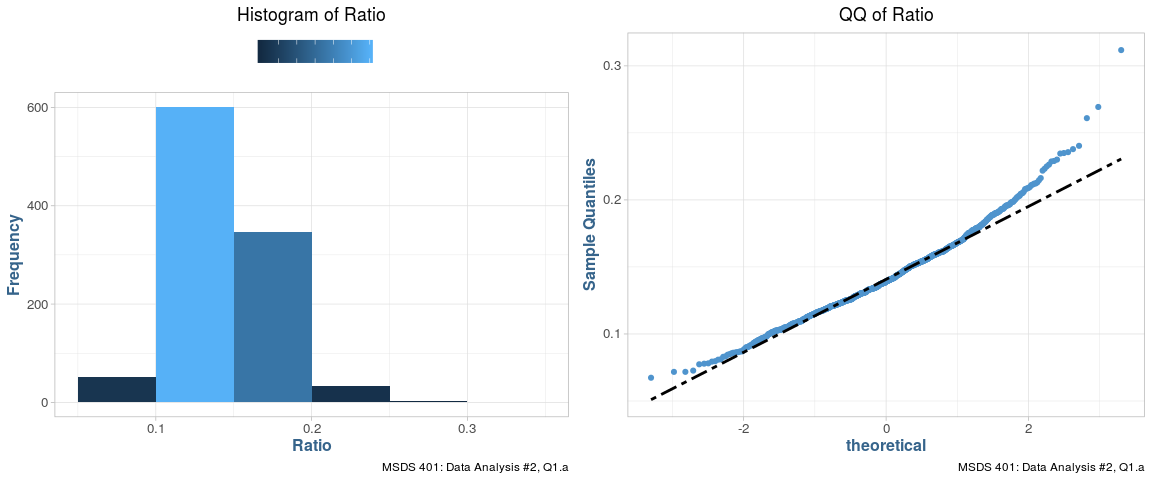 Histogram of Ratio
600
400
200
0
Frequency
0.1
0.2
0.3
Ratio
MSDS 401: Data Analysis #2, Q1.a
QQ of Ratio
0.3
0.2
0.1
Sample Quantiles
-2
0
2
theoretical
MSDS 401: Data Analysis #2, Q1.a